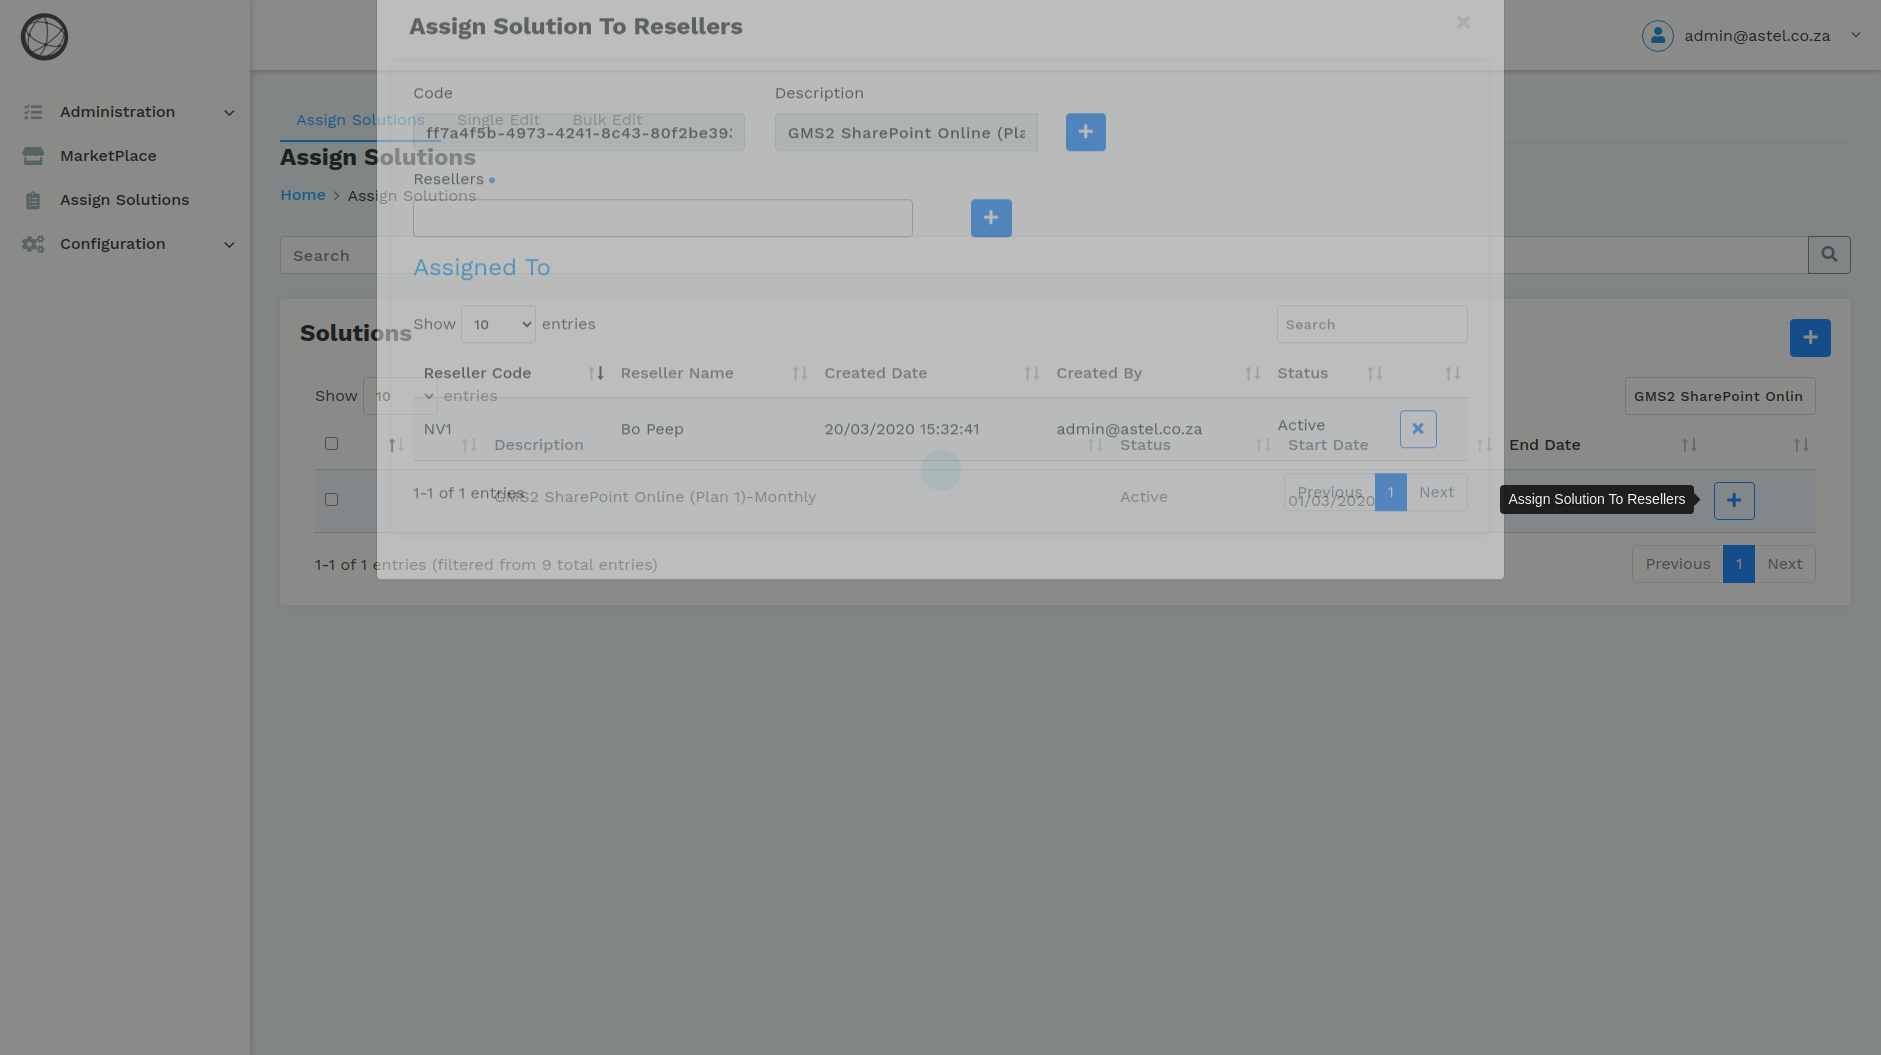 Assign Solution To Resellers
×
admin@astel.co.za
Administration
MarketPlace
Assign Solutions
Configuration
Code
Description
Assign Solutions
Single Edit
Bulk Edit
ff7a4f5b-4973-4241-8c43-80f2be39
GMS2 SharePoint Online (Pla
Assign Solutions
Resellers
Home > Assign Solutions
Search
Assigned To
Solutions
Show 10 entries
Search
Reseller Code
Reseller Name
Created Date
Created By
Status
Show 10 entries
GMS2 SharePoint Onlin
NV1
Bo Peep
20/03/2020 15:32:41
admin@astel.co.za
Active
Description
Status
Start Date
End Date
1-1 of 1 entries
Previous
1
Next
GMS2 SharePoint Online (Plan 1)-Monthly
Active
01/03/2020
Assign Solution To Resellers
1-1 of 1 entries (filtered from 9 total entries)
Previous
1
Next